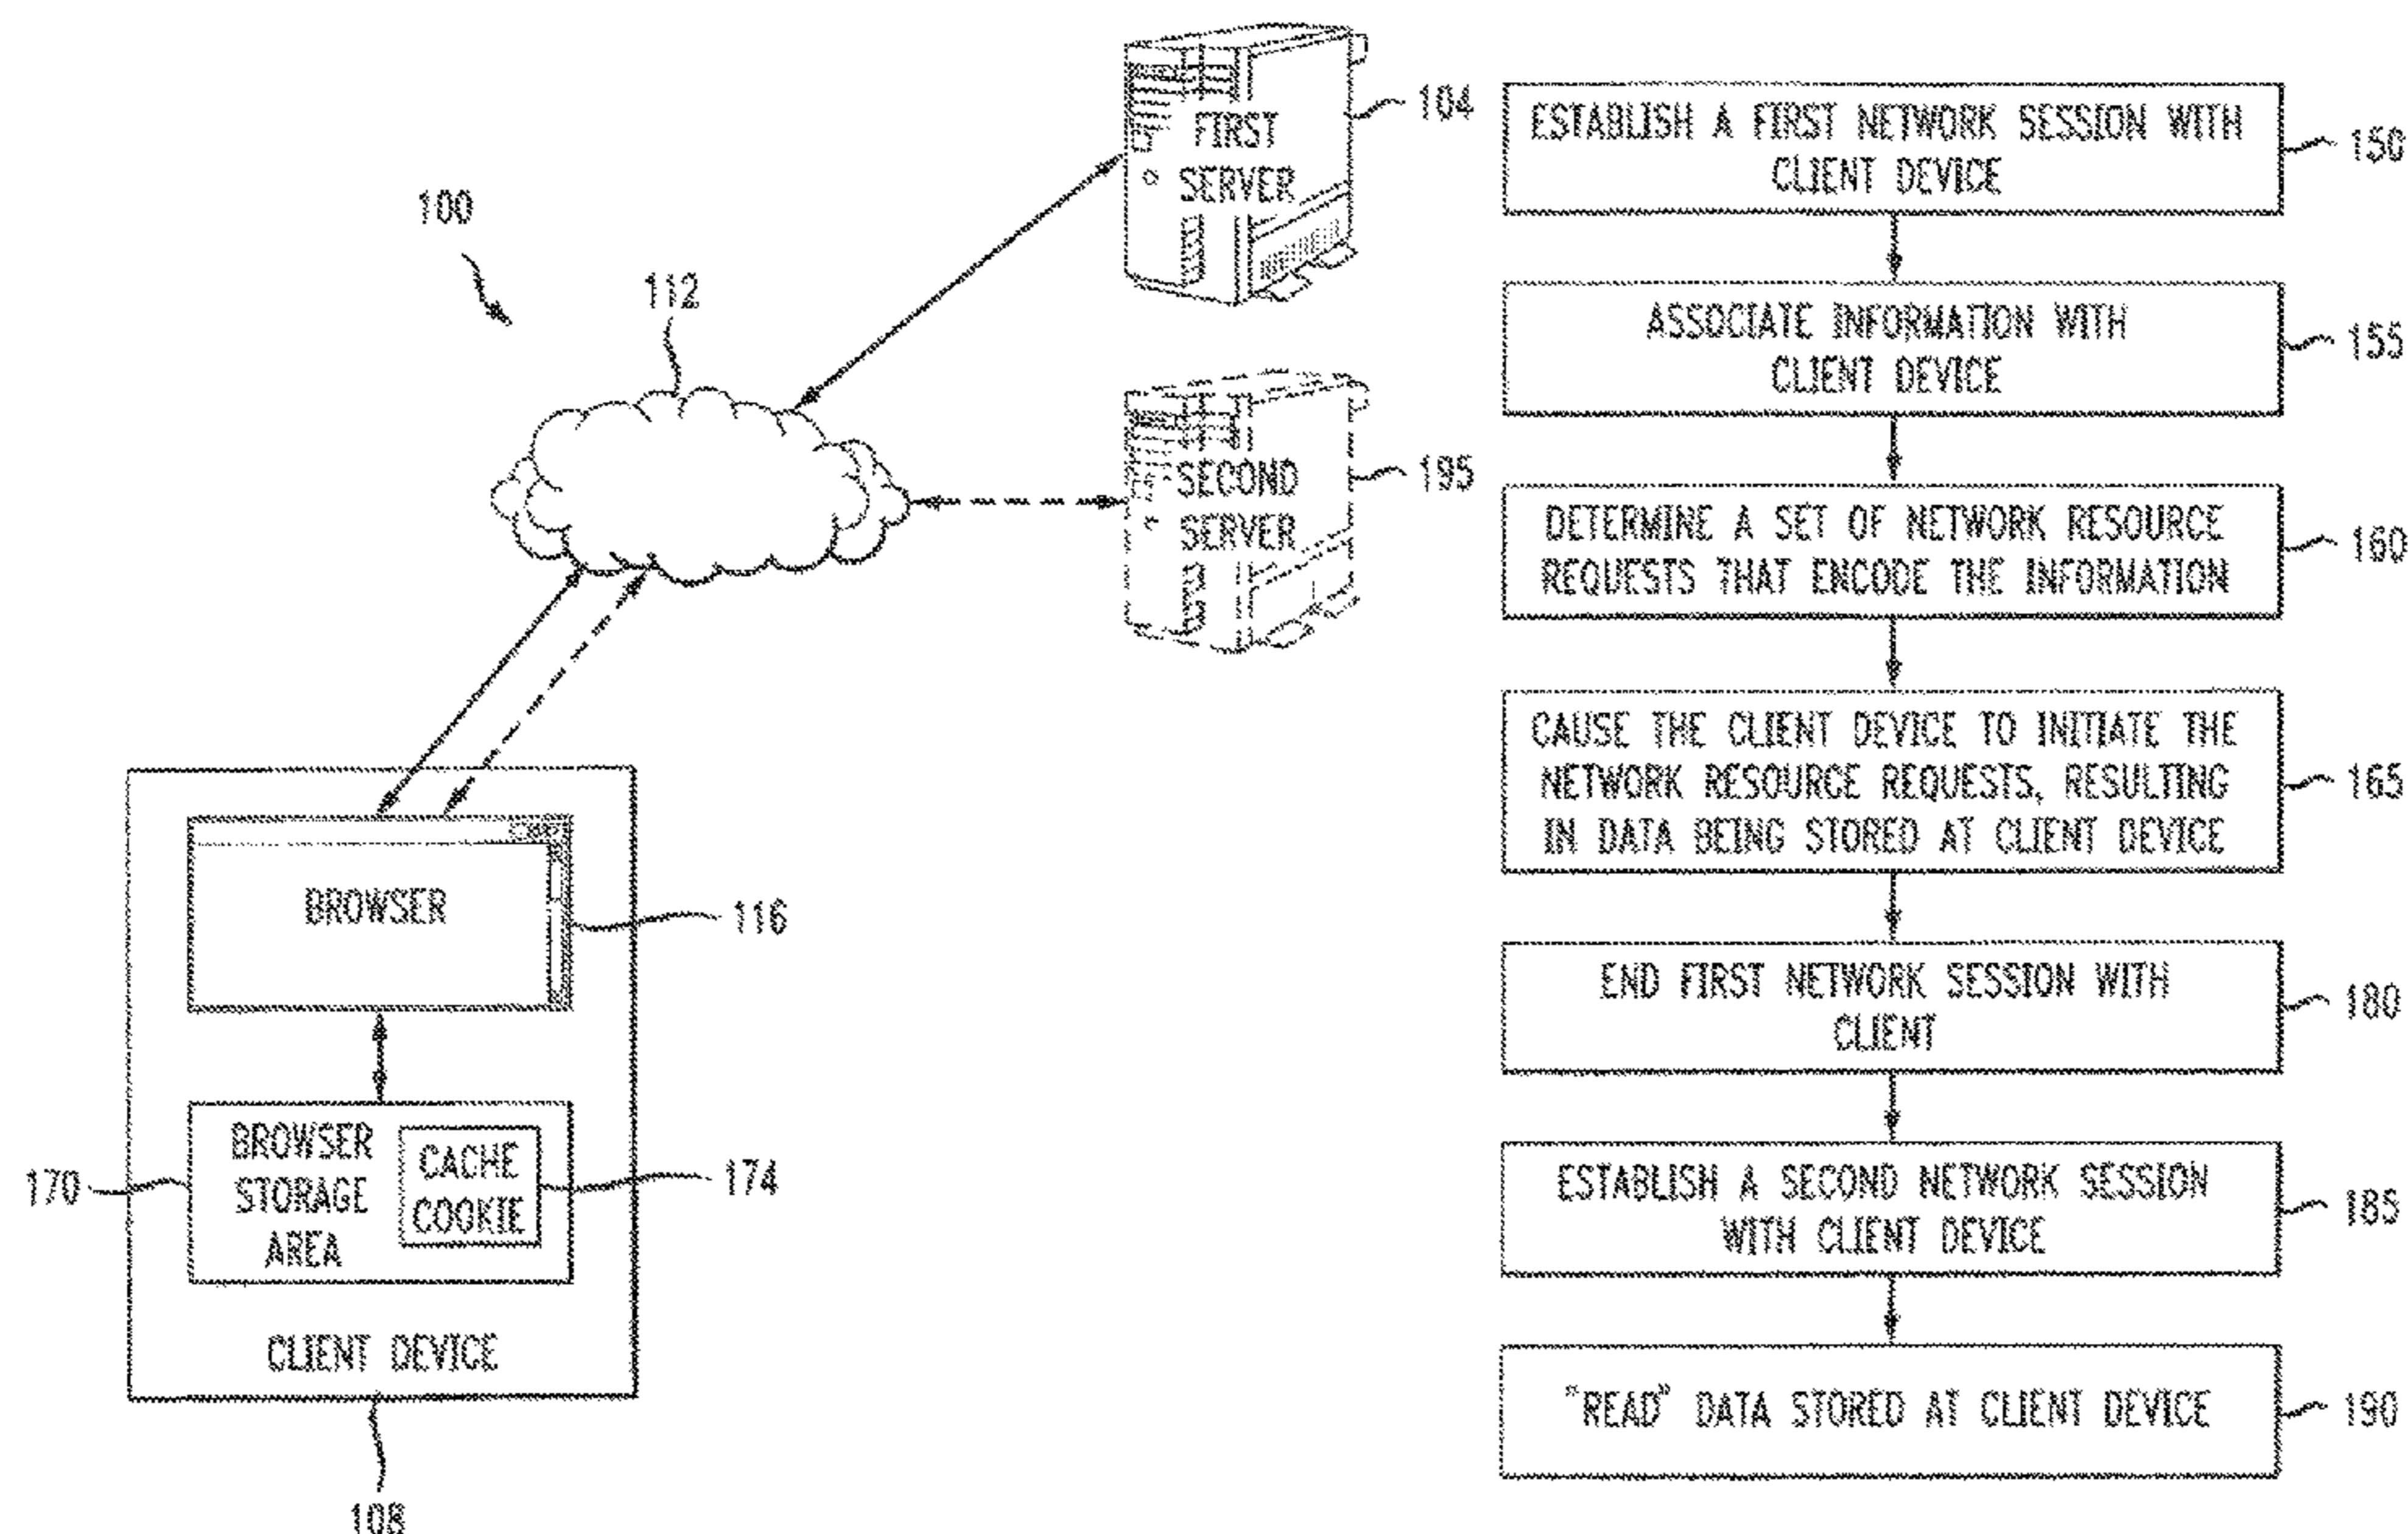 100
112
FIRST
SERVER
104
SECOND
SERVER
195
BROWSER
116
BROWSER
STORAGE
AREA
CACHE
COOKIE
170
174
CLIENT DEVICE
108
ESTABLISH A FIRST NETWORK SESSION WITH
CLIENT DEVICE
150
ASSOCIATE INFORMATION WITH
CLIENT DEVICE
155
DETERMINE A SET OF NETWORK RESOURCE
REQUESTS THAT ENCODE THE INFORMATION
160
CAUSE THE CLIENT DEVICE TO INITIATE THE
NETWORK RESOURCE REQUESTS, RESULTING
IN DATA BEING STORED AT CLIENT DEVICE
165
END FIRST NETWORK SESSION WITH
CLIENT
180
ESTABLISH A SECOND NETWORK SESSION
WITH CLIENT DEVICE
185
"READ" DATA STORED AT CLIENT DEVICE
190